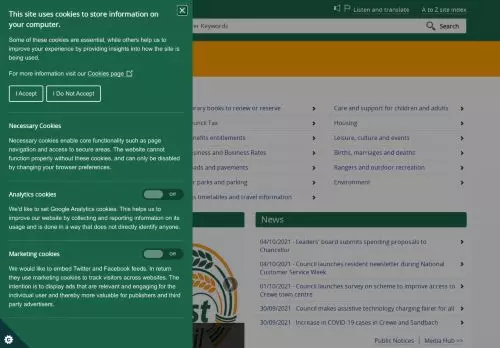 This site uses cookies to store information on
your computer.
Some of these cookies are essential, while others help us to
improve your experience by providing insights into how the site is
being used.
For more information visit our Cookies page
I Accept
I Do Not Accept
Necessary Cookies
Necessary cookies enable core functionality such as page
navigation and access to secure areas. The website cannot
function properly without these cookies, and can only be disabled
by changing your browser preferences.
Analytics cookies
Off
We'd like to set Google Analytics cookies. This helps us to
improve our website by collecting and reporting information on its
usage and is done in a way that does not directly identify anyone.
Marketing cookies
Off
We would like to embed Twitter and Facebook feeds. In return
they use marketing cookies to track visitors across websites. The
intention is to display ads that are relevant and engaging for the
individual user and thereby more valuable for publishers and third
party advertisers.
Listen and translate
A to Z site index
er Keywords
Search
rary books to review or reserve
Care and support for children and adults
uncil Tax
Housing
nefits entitlements
Leisure, culture and events
siness and Business Rates
Births, marriages and deaths
ads and pavements
Rangers and outdoor recreation
r parks and parking
Environment
s timetables and travel information
st
News
04/10/2021 - Leaders' board submits spending proposals to
Chancellor
04/10/2021 - Council launches resident newsletter during National
Customer Service Week
01/10/2021 - Council launches survey on scheme to improve access to
Crewe town centre
30/09/2021 - Council makes assistive technology charging fairer for all
30/09/2021 - Increase in COVID-19 cases in Crewe and Sandbach
Public Notices
Media Hub >>